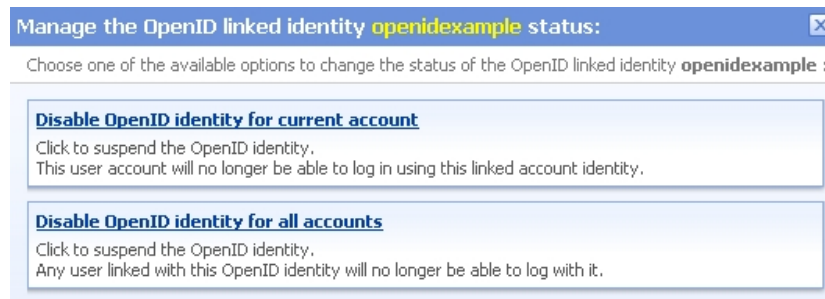 Manage the OpenID linked identity openidexample status:
Choose one of the available options to change the status of the OpenID linked identity openidexample :
Disable OpenID identity for current account
Click to suspend the OpenID identity.
This user account will no longer be able to log in using this linked account identity.
Disable OpenID identity for all accounts
Click to suspend the OpenID identity.
Any user linked with this OpenID identity will no longer be able to log with it.